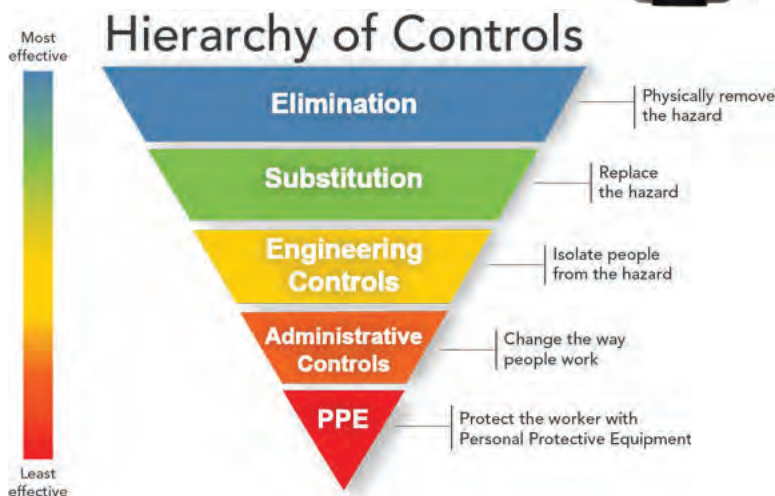 Hierarchy of Controls
Most
effective
Elimination
Physically remove
the hazard
Substitution
Replace
the hazard
Engineering
Controls
Isolate people
from the hazard
Administrative
Controls
Change the way
people work
PPE
Protect the worker with
Personal Protective Equipment
Least
effective